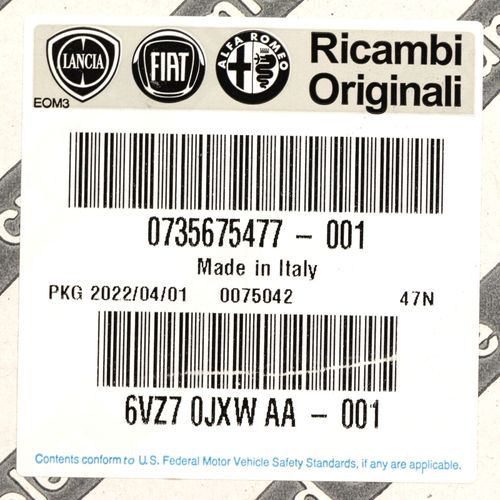 LANCIA FIAT ALFA ROMEO Ricambi
Originali
EOM3
0735675477 - 001
Made in Italy
PKG 2022/04/01 0075042 47N
6VZ7 0JXW AA - 001
Contents conform to U.S. Federal Motor Vehicle Safety Standards, if any are applicable.